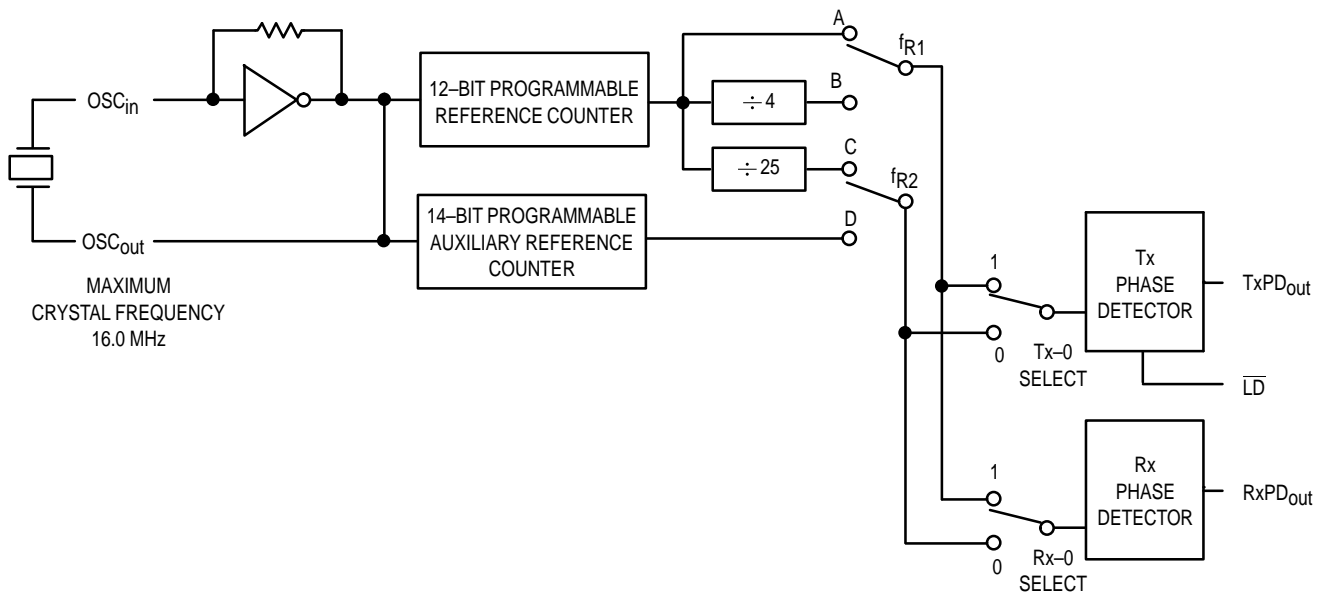 A
fR1
12–BIT PROGRAMMABLE
REFERENCE COUNTER
OSCin
÷ 4
B
÷ 25
C
fR2
14–BIT PROGRAMMABLE
AUXILIARY REFERENCE
COUNTER
D
OSCout
MAXIMUM
CRYSTAL FREQUENCY
16.0 MHz
1
0
Tx–0
SELECT
Tx
PHASE
DETECTOR
TxPDout
LD
1
0
Rx–0
SELECT
Rx
PHASE
DETECTOR
RxPDout